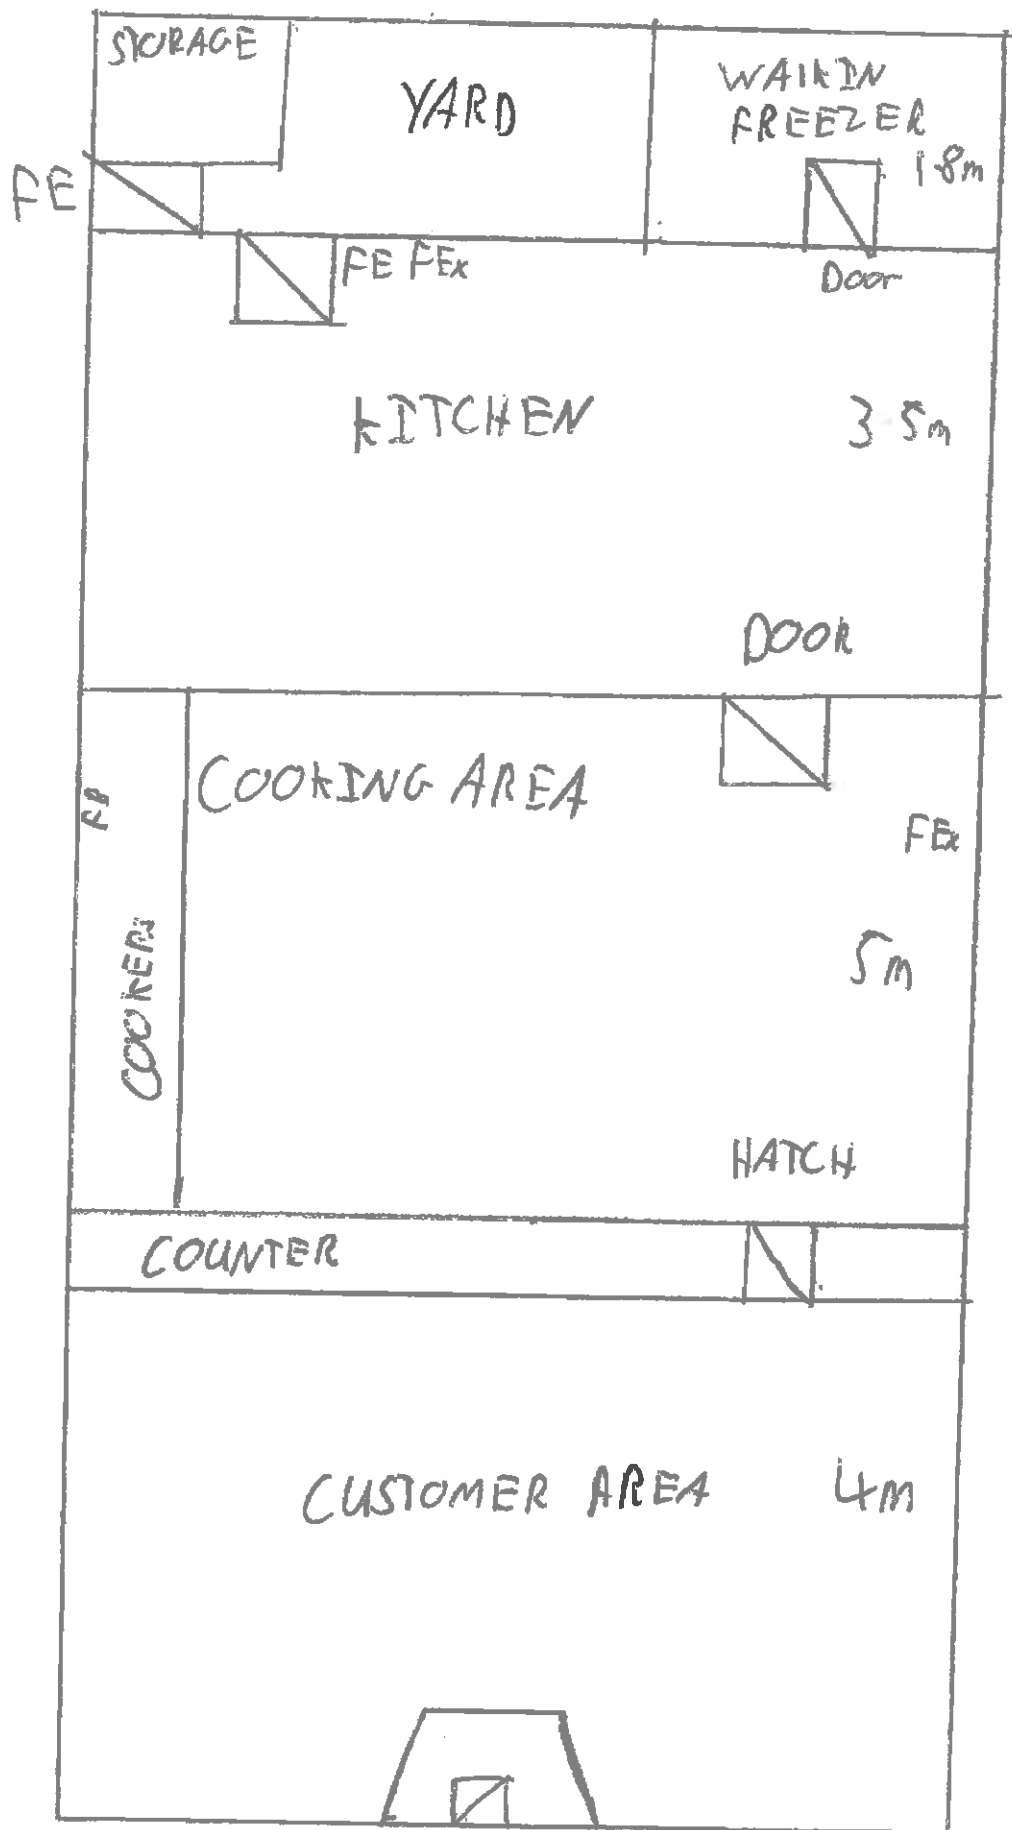 STORAGE
YARD
WALKIN
FREEZER
1 8m
FE
FE FEx
Door
KITCHEN
3 5m
DOOR
COOKING AREA
FEx
5m
COOKERS
HATCH
COUNTER
CUSTOMER AREA
4m